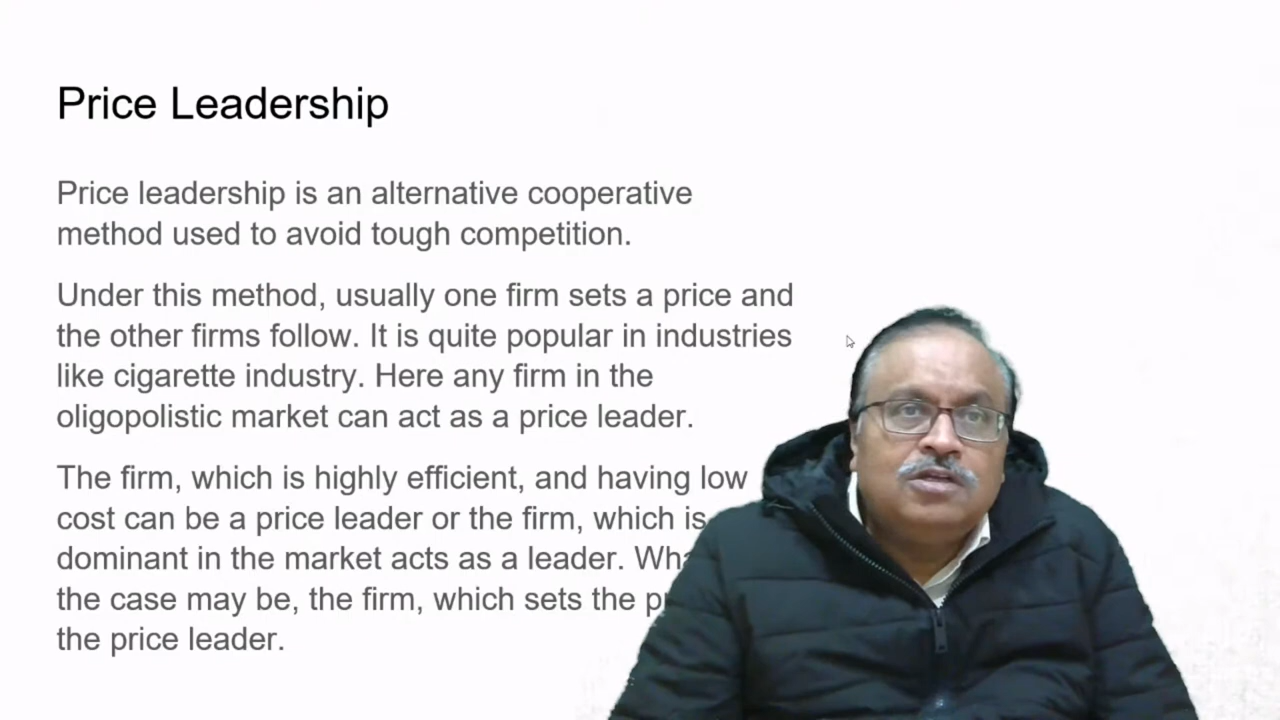 Price Leadership
Price leadership is an alternative cooperative
method used to avoid tough competition.
Under this method, usually one firm sets a price and
the other firms follow. It is quite popular in industries
like cigarette industry. Here any firm in the
oligopolistic market can act as a price leader.
The firm, which is highly efficient, and having low
cost can be a price leader or the firm, which is
dominant in the market acts as a leader.
the case may be, the firm, which sets the
the price leader.